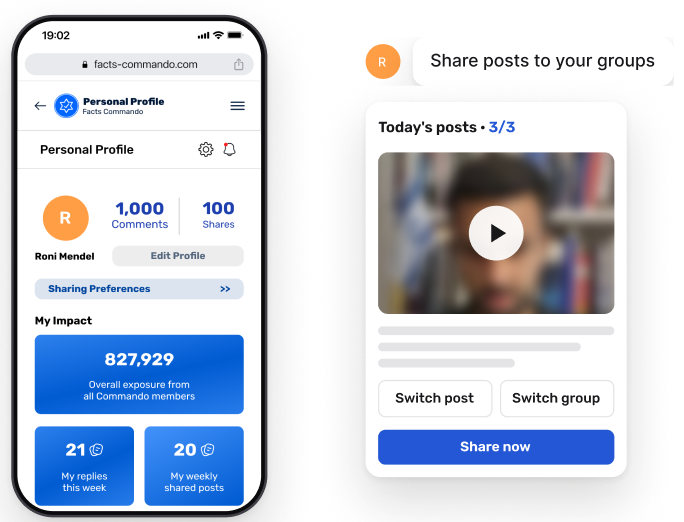 19:02
facts-commando.com
Personal Profile
Facts Commando
Personal Profile
R
1,000
Comments
100
Shares
Roni Mendel
Edit Profile
Sharing Preferences >>
My Impact
827,929
Overall exposure from
all Commando members
21
My replies
this week
20
My weekly
shared posts
R
Share posts to your groups
Today's posts • 3/3
Switch post
Switch group
Share now